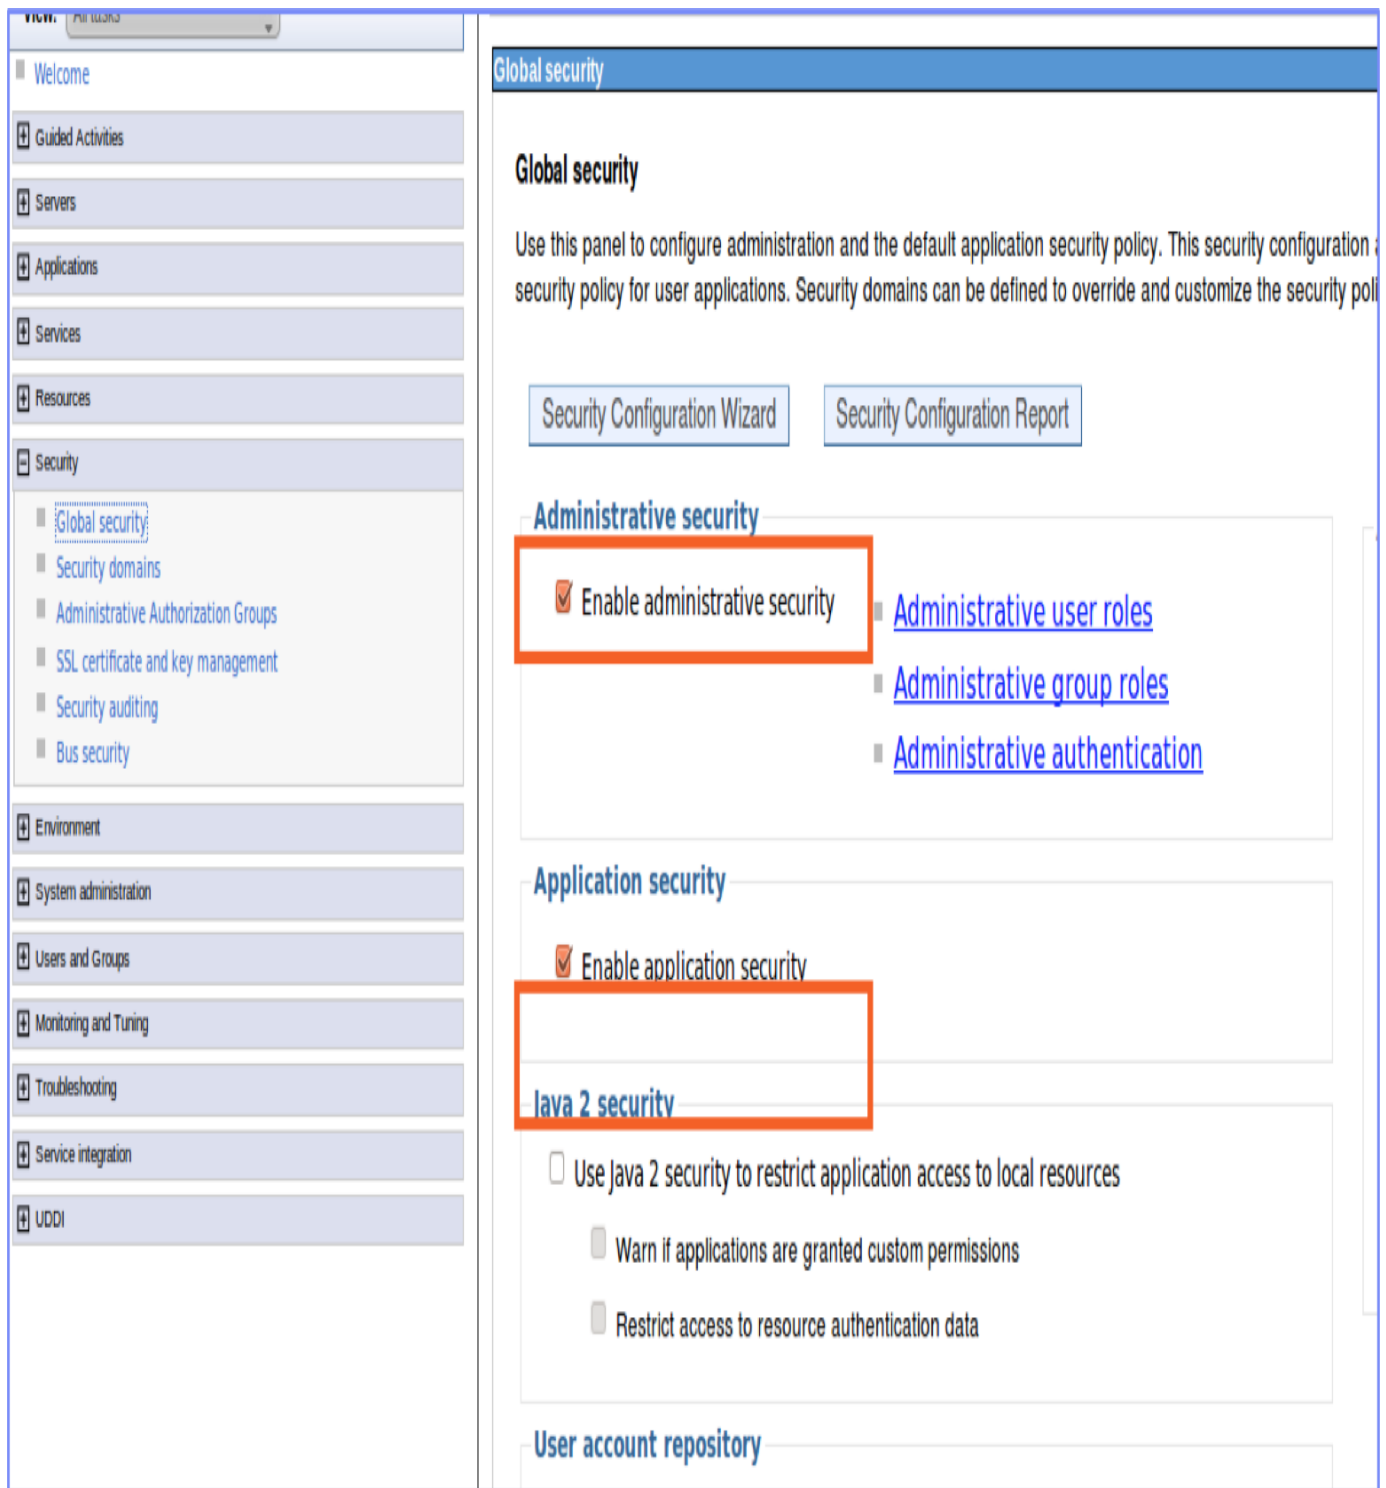 View: All tasks
Welcome
Guided Activities
Servers
Applications
Services
Resources
Security
Global security
Security domains
Administrative Authorization Groups
SSL certificate and key management
Security auditing
Bus security
Environment
System administration
Users and Groups
Monitoring and Tuning
Troubleshooting
Service integration
UDDI
Global security
Global security
Use this panel to configure administration and the default application security policy. This security configuration
security policy for user applications. Security domains can be defined to override and customize the security poli
Security Configuration Wizard Security Configuration Report
Administrative security
Enable administrative security
Administrative user roles
Administrative group roles
Administrative authentication
Application security
Enable application security
Java 2 security
Use Java 2 security to restrict application access to local resources
Warn if applications are granted custom permissions
Restrict access to resource authentication data
User account repository